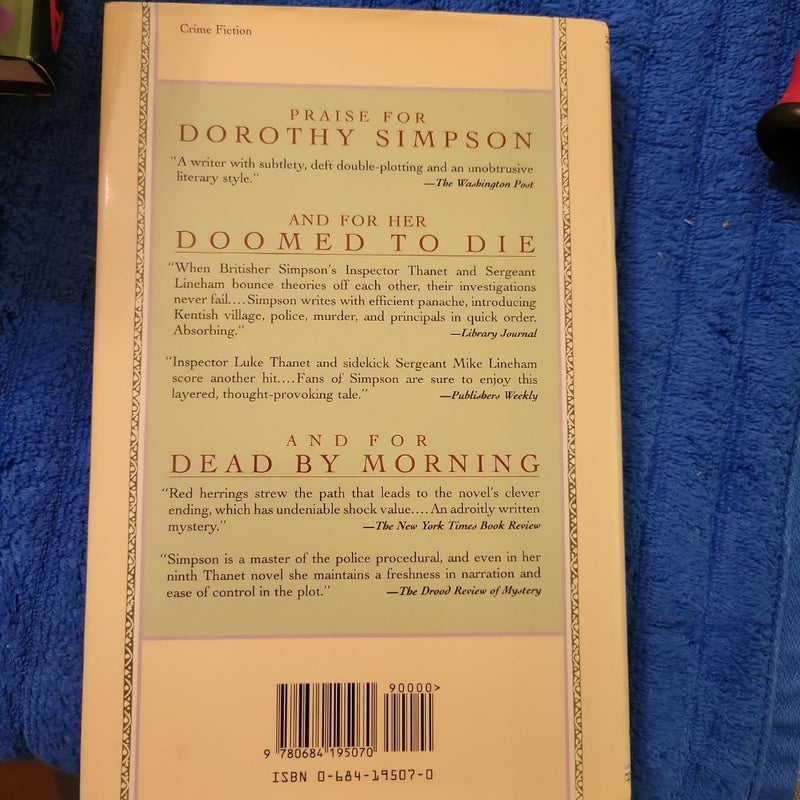 Crime Fiction
PRAISE FOR
DOROTHY SIMPSON
"A writer with subtlety, deft double-plotting and an unobtrusive
literary style."
—The Washington Post
AND FOR HER
DOOMED TO DIE
"When Britisher Simpson's Inspector Thanet and Sergeant
Lineham bounce theories off each other, their investigations
never fail....Simpson writes with efficient panache, introducing
Kentish village, police, murder, and principals in quick order.
Absorbing."
—Library Journal
"Inspector Luke Thanet and sidekick Sergeant Mike Lineham
score another hit....Fans of Simpson are sure to enjoy this
layered, thought-provoking tale."
—Publishers Weekly
AND FOR
DEAD BY MORNING
"Red herrings strew the path that leads to the novel's clever
ending, which has undeniable shock value....An adroitly written
mystery."
—The New York Times Book Review
"Simpson is a master of the police procedural, and even in her
ninth Thanet novel she maintains a freshness in narration and
ease of control in the plot."
—The Drood Review of Mystery
90000>
9 780684 195070
ISBN 0-684-19507-0